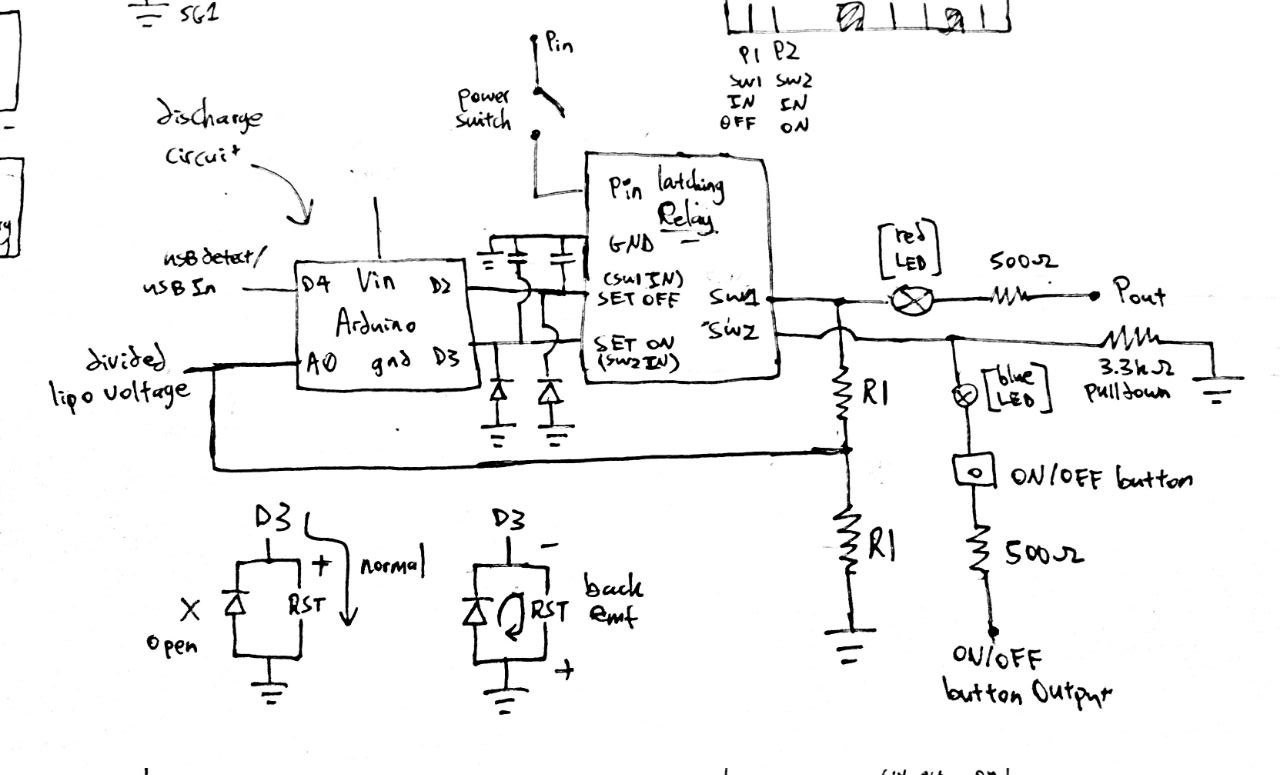 SG1
Pin
P1 P2
SW1 SW2
IN IN
OFF ON
power
switch
discharge
circuit
Pin latching
Relay
GND
(SW1 IN)
SET OFF
SW1
SW2
SET ON
(SW2 IN)
USB detect/
USB In
D4 Vin D2
Arduino
A0 gnd D3
divided
lipo voltage
[red
LED]
500Ω
Pout
3.3kΩ
Pulldown
[blue
LED]
R1
ON/OFF button
R1
500Ω
ON/OFF
button Output
D3
+ normal
RST
X
open
D3
-
back
emf
RST
+